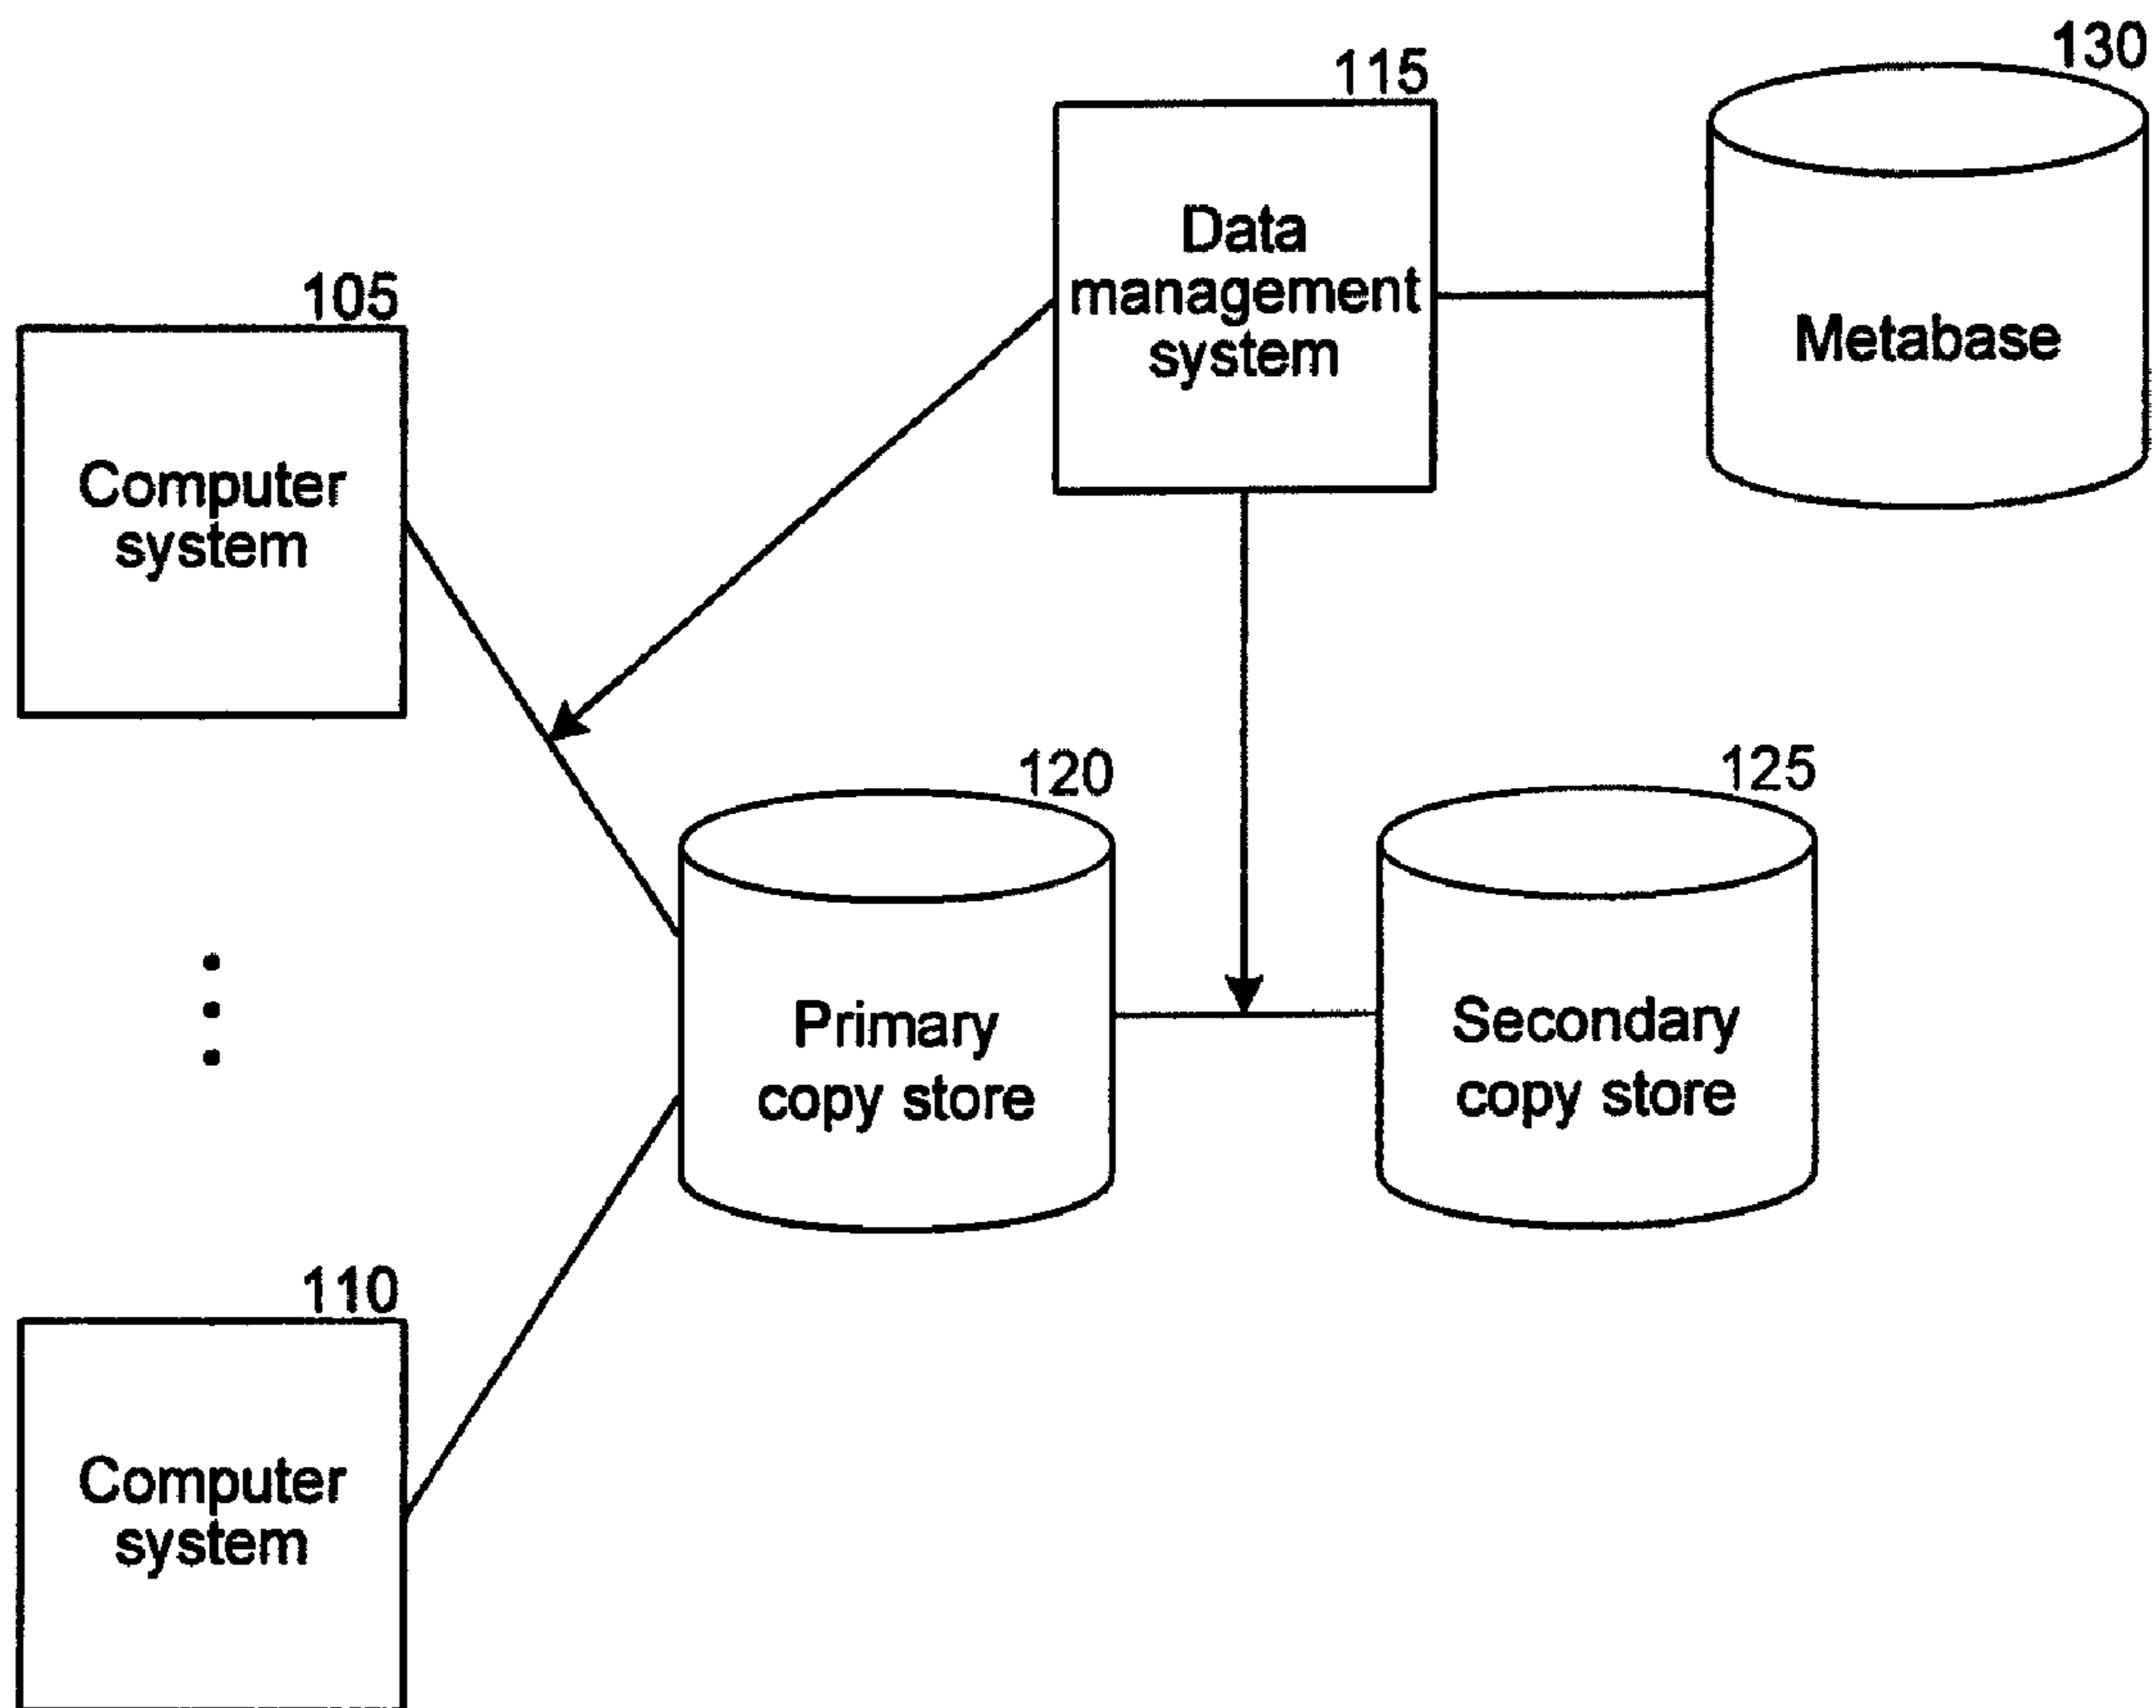 130
115
Data
management
system
Metabase
105
Computer
system
120
Primary
copy store
125
Secondary
copy store
110
Computer
system